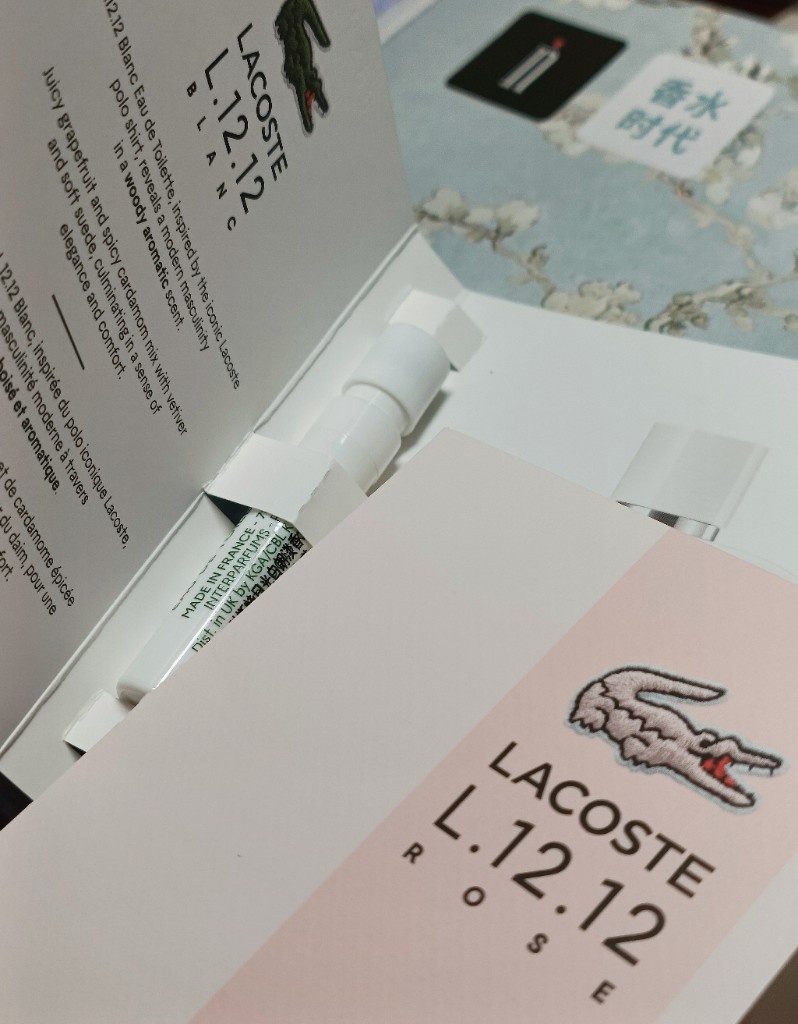 LACOSTE
L.12.12
BLANC
12.12 Blanc Eau de Toilette, inspired by the iconic Lacoste
polo shirt, reveals a modern masculinity
in a woody aromatic scent.
Juicy grapefruit and spicy cardamom mix with vetiver
and soft suede, culminating in a sense of
elegance and comfort.
12.12 Blanc, inspirée du polo iconique Lacoste,
masculinité moderne à travers
boisé et aromatique.
et de cardamome épicée
du daim, pour une
香水
时代
MADE IN FRANCE - 7
INTERPARFUMS
Dist. in UK by KGA/CBL
LACOSTE
L.12.12
ROSE